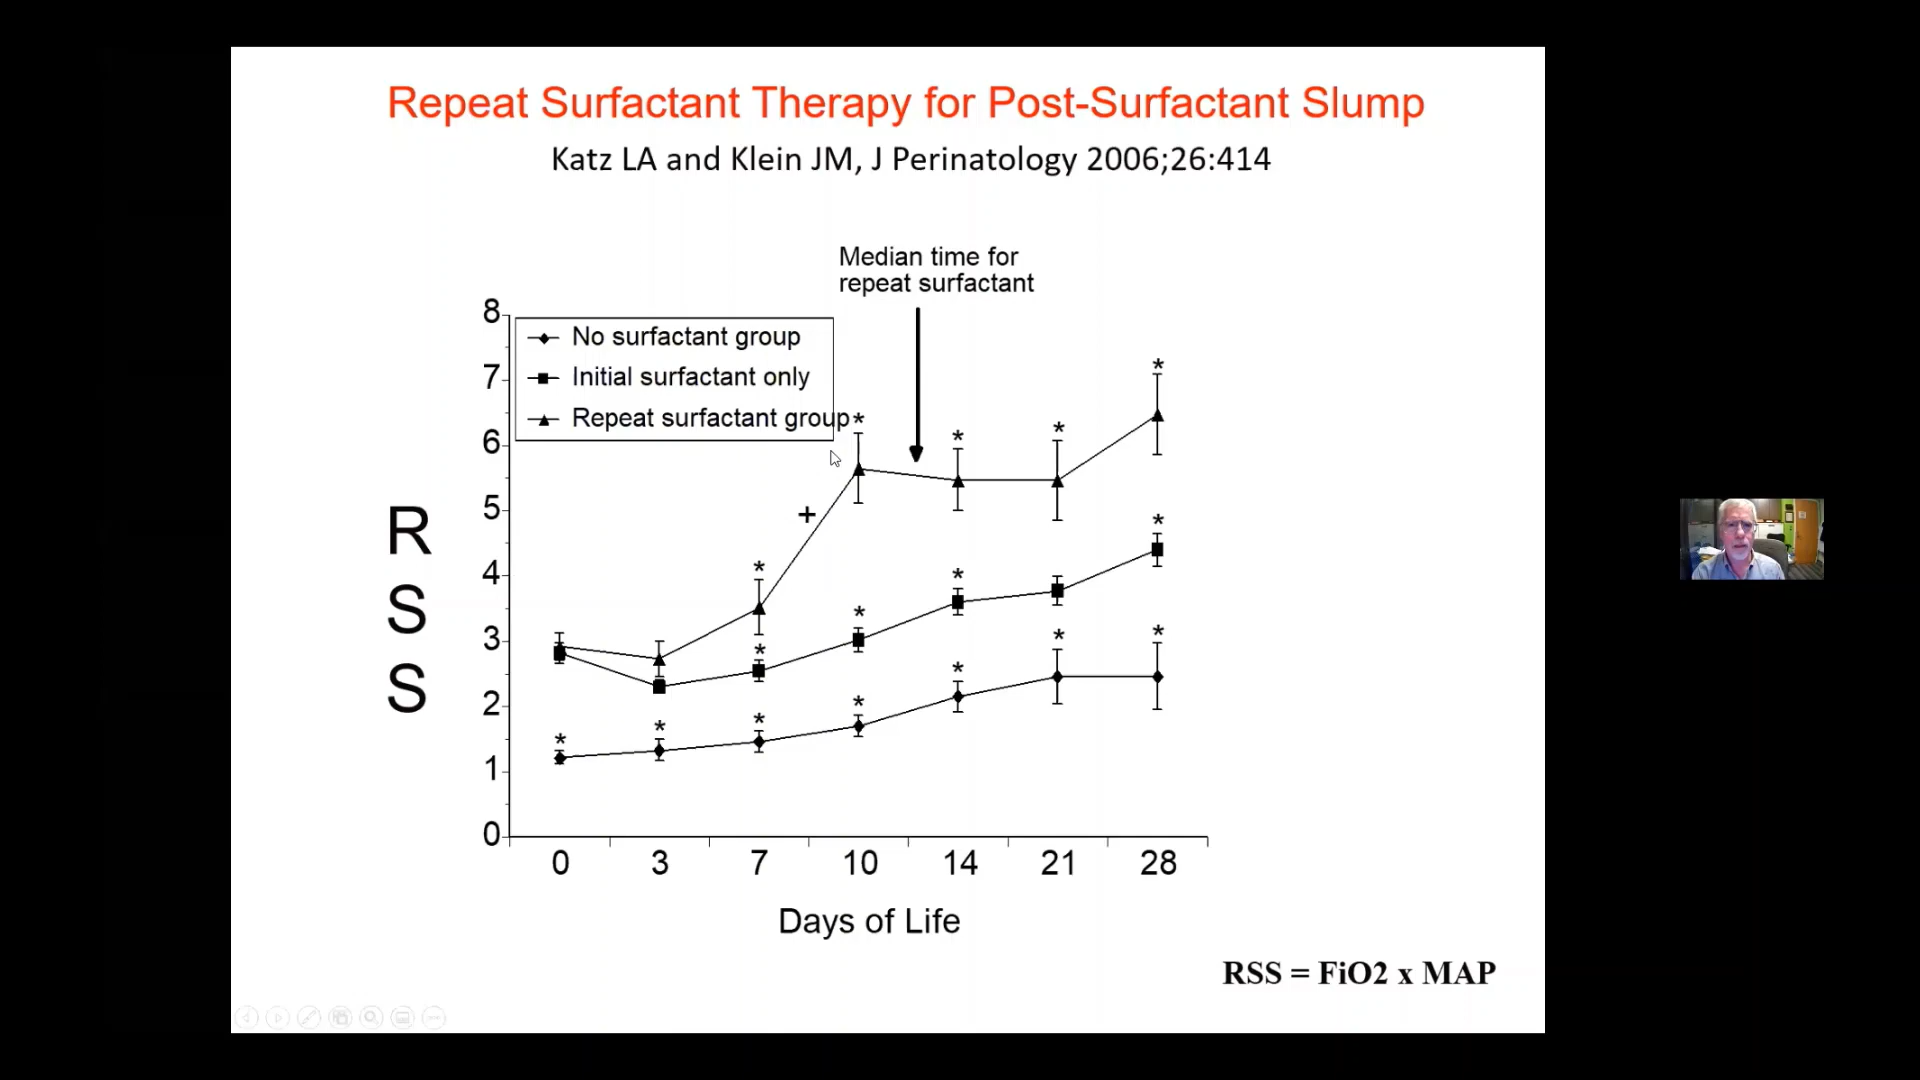 Repeat Surfactant Therapy for Post-Surfactant Slump
Katz LA and Klein JM, J Perinatology 2006;26:414
Median time for
repeat surfactant
No surfactant group
Initial surfactant only
Repeat surfactant group
8
7
6
5
4
3
2
1
0
R
S
S
+
* * * * *
* * * * *
* * * * * * *
0 3 7 10 14 21 28
Days of Life
RSS = FiO2 x MAP